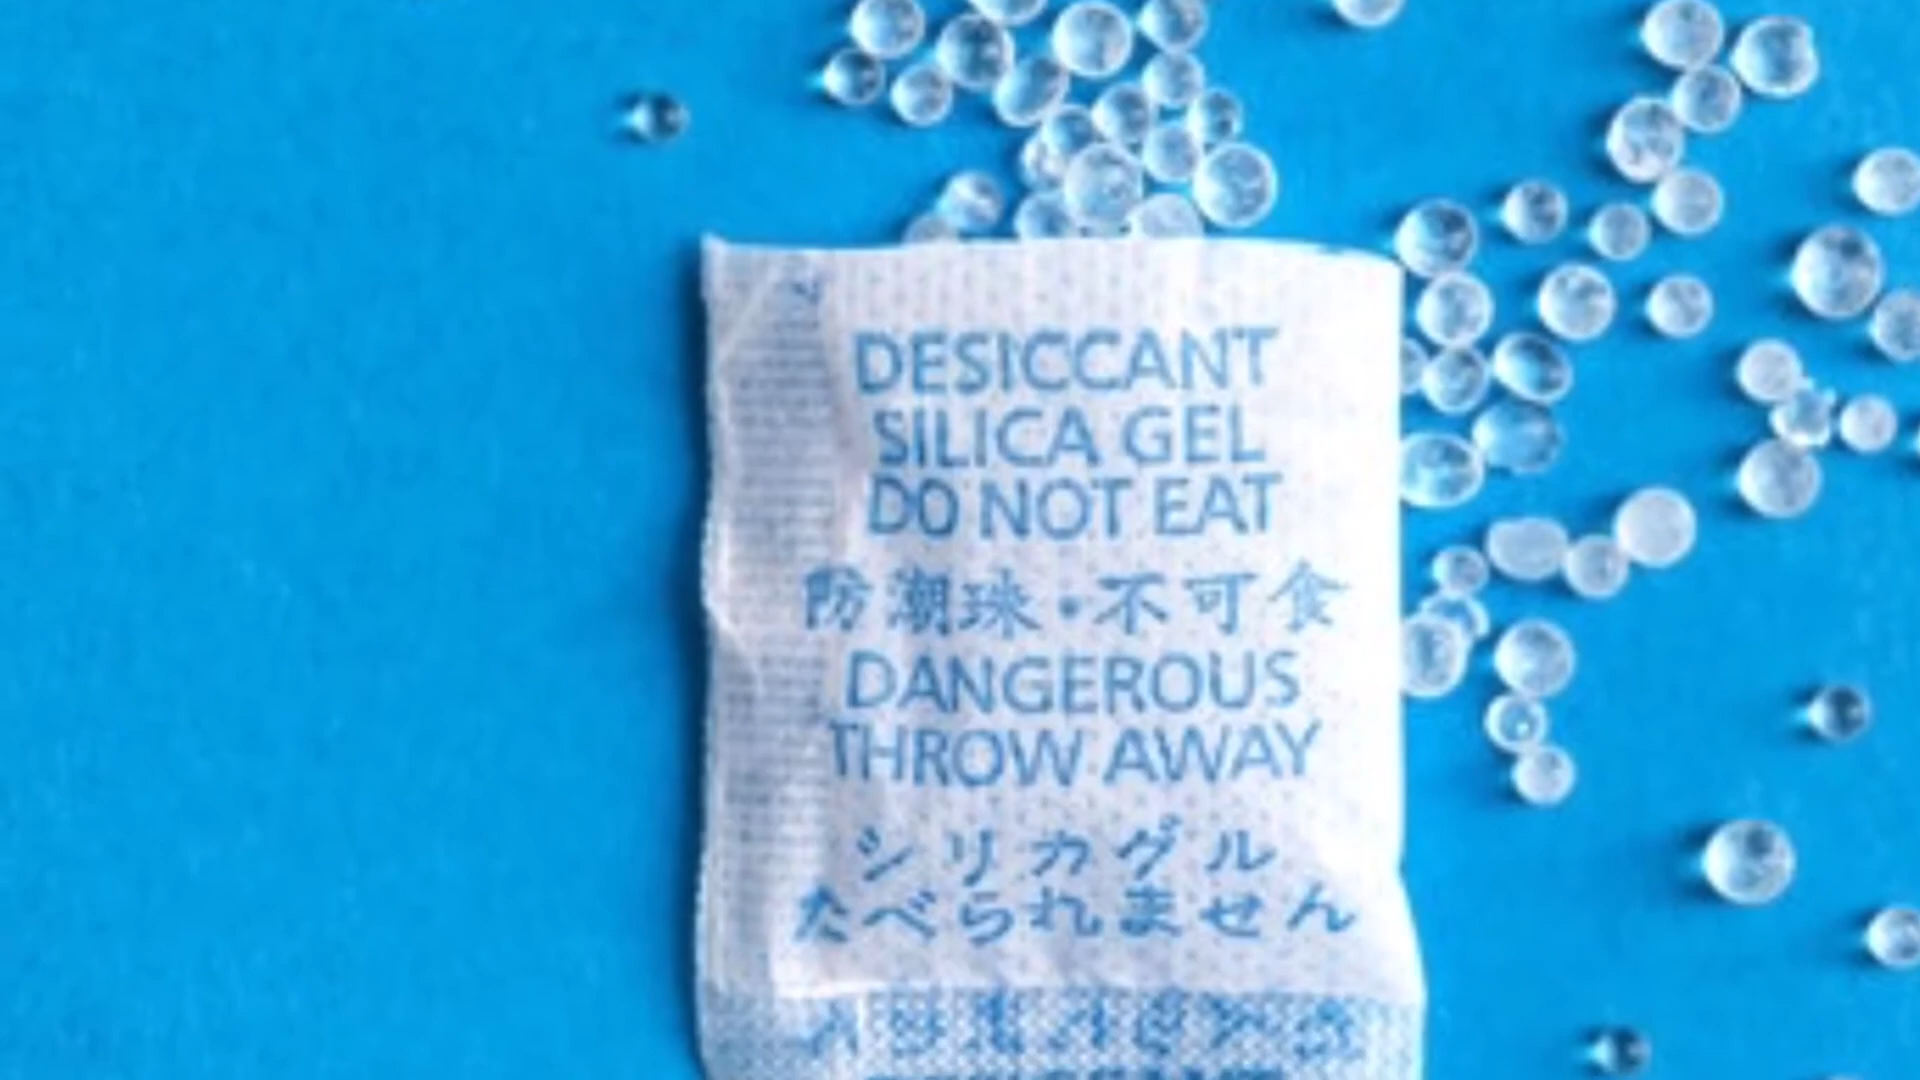 DESICCANT
SILICA GEL
DO NOT EAT
防潮珠・不可食
DANGEROUS
THROW AWAY
シリカグル
たべられません